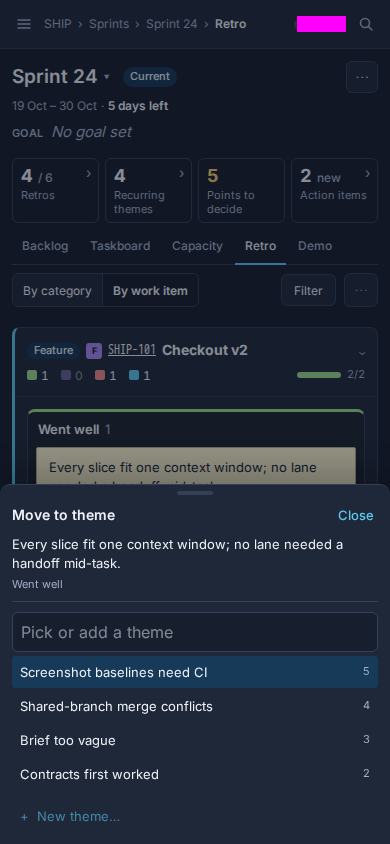 SHIP › Sprints › Sprint 24 › Retro
Sprint 24 ▾ Current ···
19 Oct – 30 Oct · 5 days left
GOAL No goal set
4 / 6 › 4 › 5 2 new ›
Retros
Recurring themes
Points to decide
Action items
Backlog Taskboard Capacity Retro Demo
By category By work item Filter ···
Feature F SHIP-101 Checkout v2
1 0 1 1 2/2
Went well 1
Every slice fit one context window; no lane
Move to theme Close
Every slice fit one context window; no lane needed a
handoff mid-task.
Went well
Pick or add a theme
Screenshot baselines need CI 5
Shared-branch merge conflicts 4
Brief too vague 3
Contracts first worked 2
+ New theme...